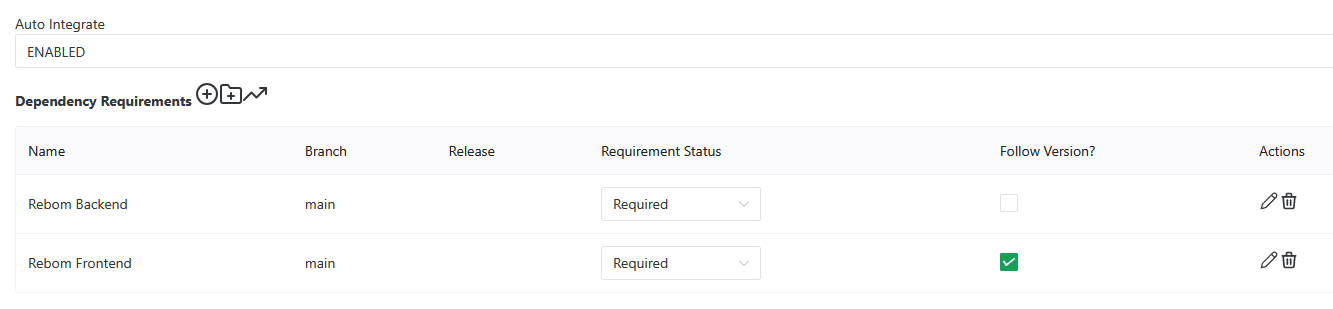 Auto Integrate
ENABLED
Dependency Requirements
Name Branch Release Requirement Status Follow Version? Actions
Rebom Backend main Required
Rebom Frontend main Required